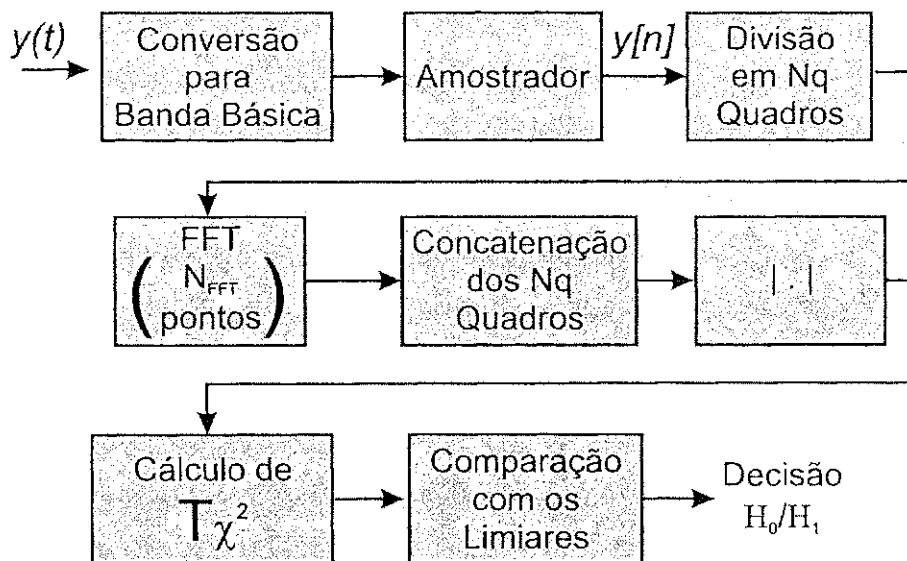 y(t)
Conversão
para
Banda Básica
Amostrador
y[n]
Divisão
em Nq
Quadros
FFT
( N_FFT )
pontos
Concatenação
dos Nq
Quadros
| . |
Cálculo de
T χ²
Comparação
com os
Limiares
Decisão
H₀/H₁